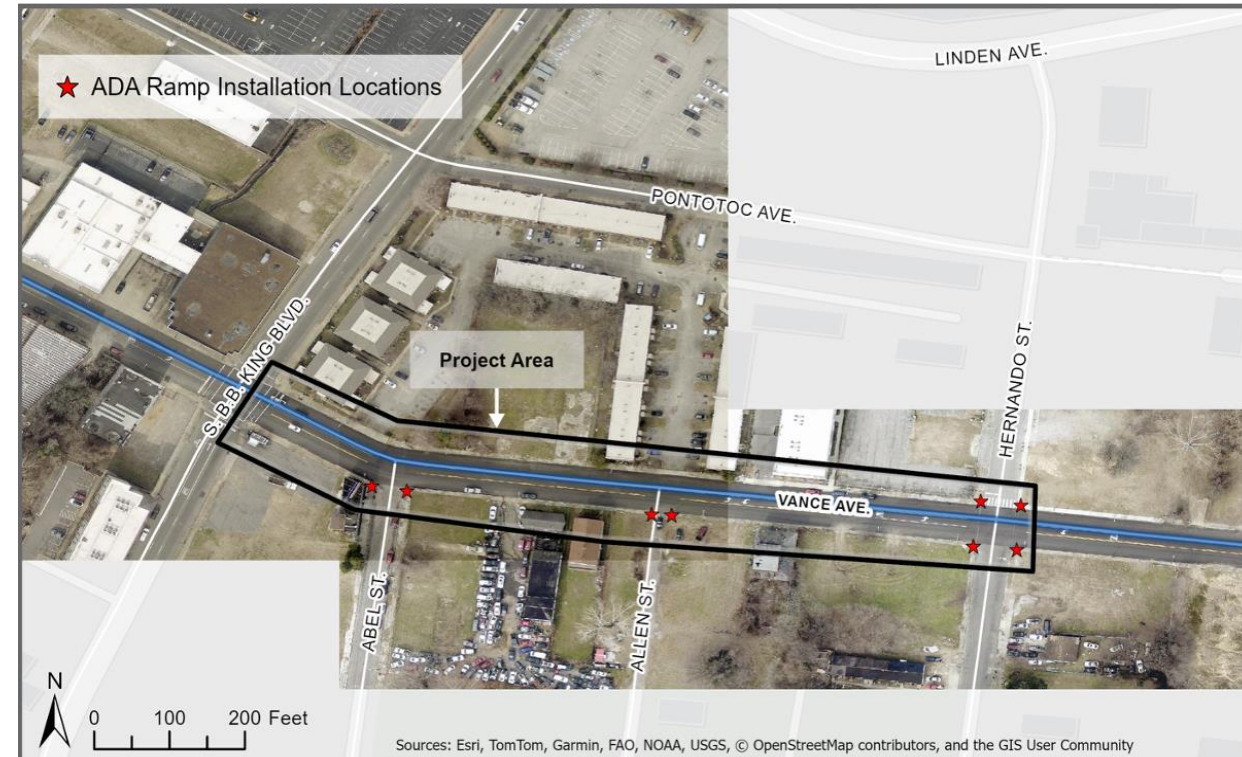 ADA Ramp Installation Locations
LINDEN AVE.
PONTOTOC AVE.
S. B.B. KING BLVD.
Project Area
HERNANDO ST.
VANCE AVE.
ABEL ST.
ALLEN ST.
N
0 100 200 Feet
Sources: Esri, TomTom, Garmin, FAO, NOAA, USGS, © OpenStreetMap contributors, and the GIS User Community